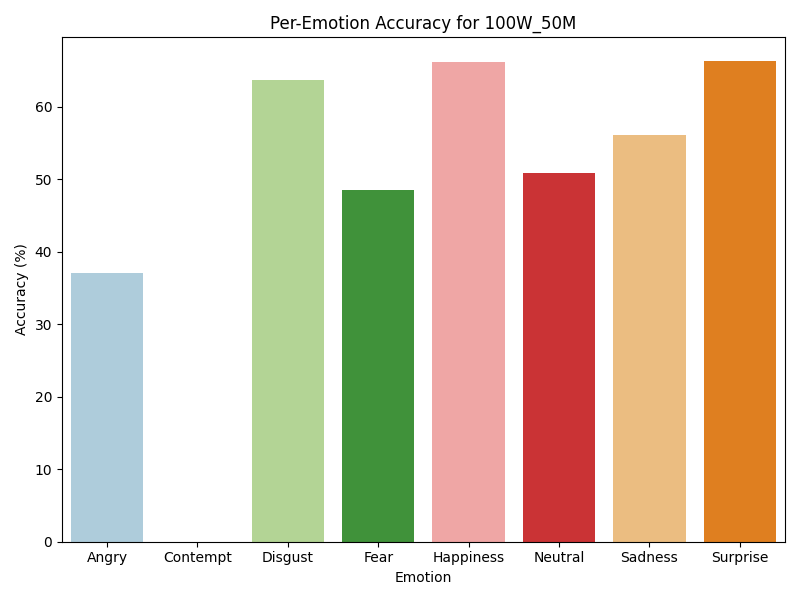 Per-Emotion Accuracy for 100W_50M
Accuracy (%)
60
50
40
30
20
10
0
Angry Contempt Disgust Fear Happiness Neutral Sadness Surprise
Emotion